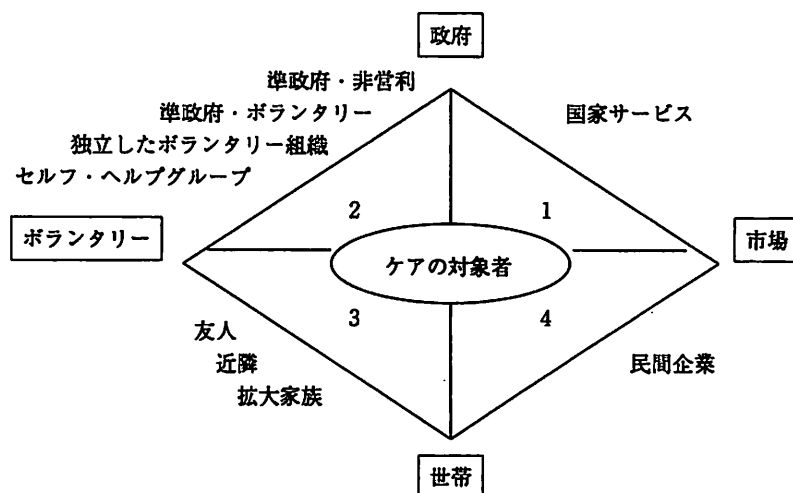 政府
準政府・非営利
準政府・ボランタリー
国家サービス
独立したボランタリー組織
セルフ・ヘルプグループ
2
1
ボランタリー
ケアの対象者
市場
3
4
友人
近隣
民間企業
拡大家族
世帯